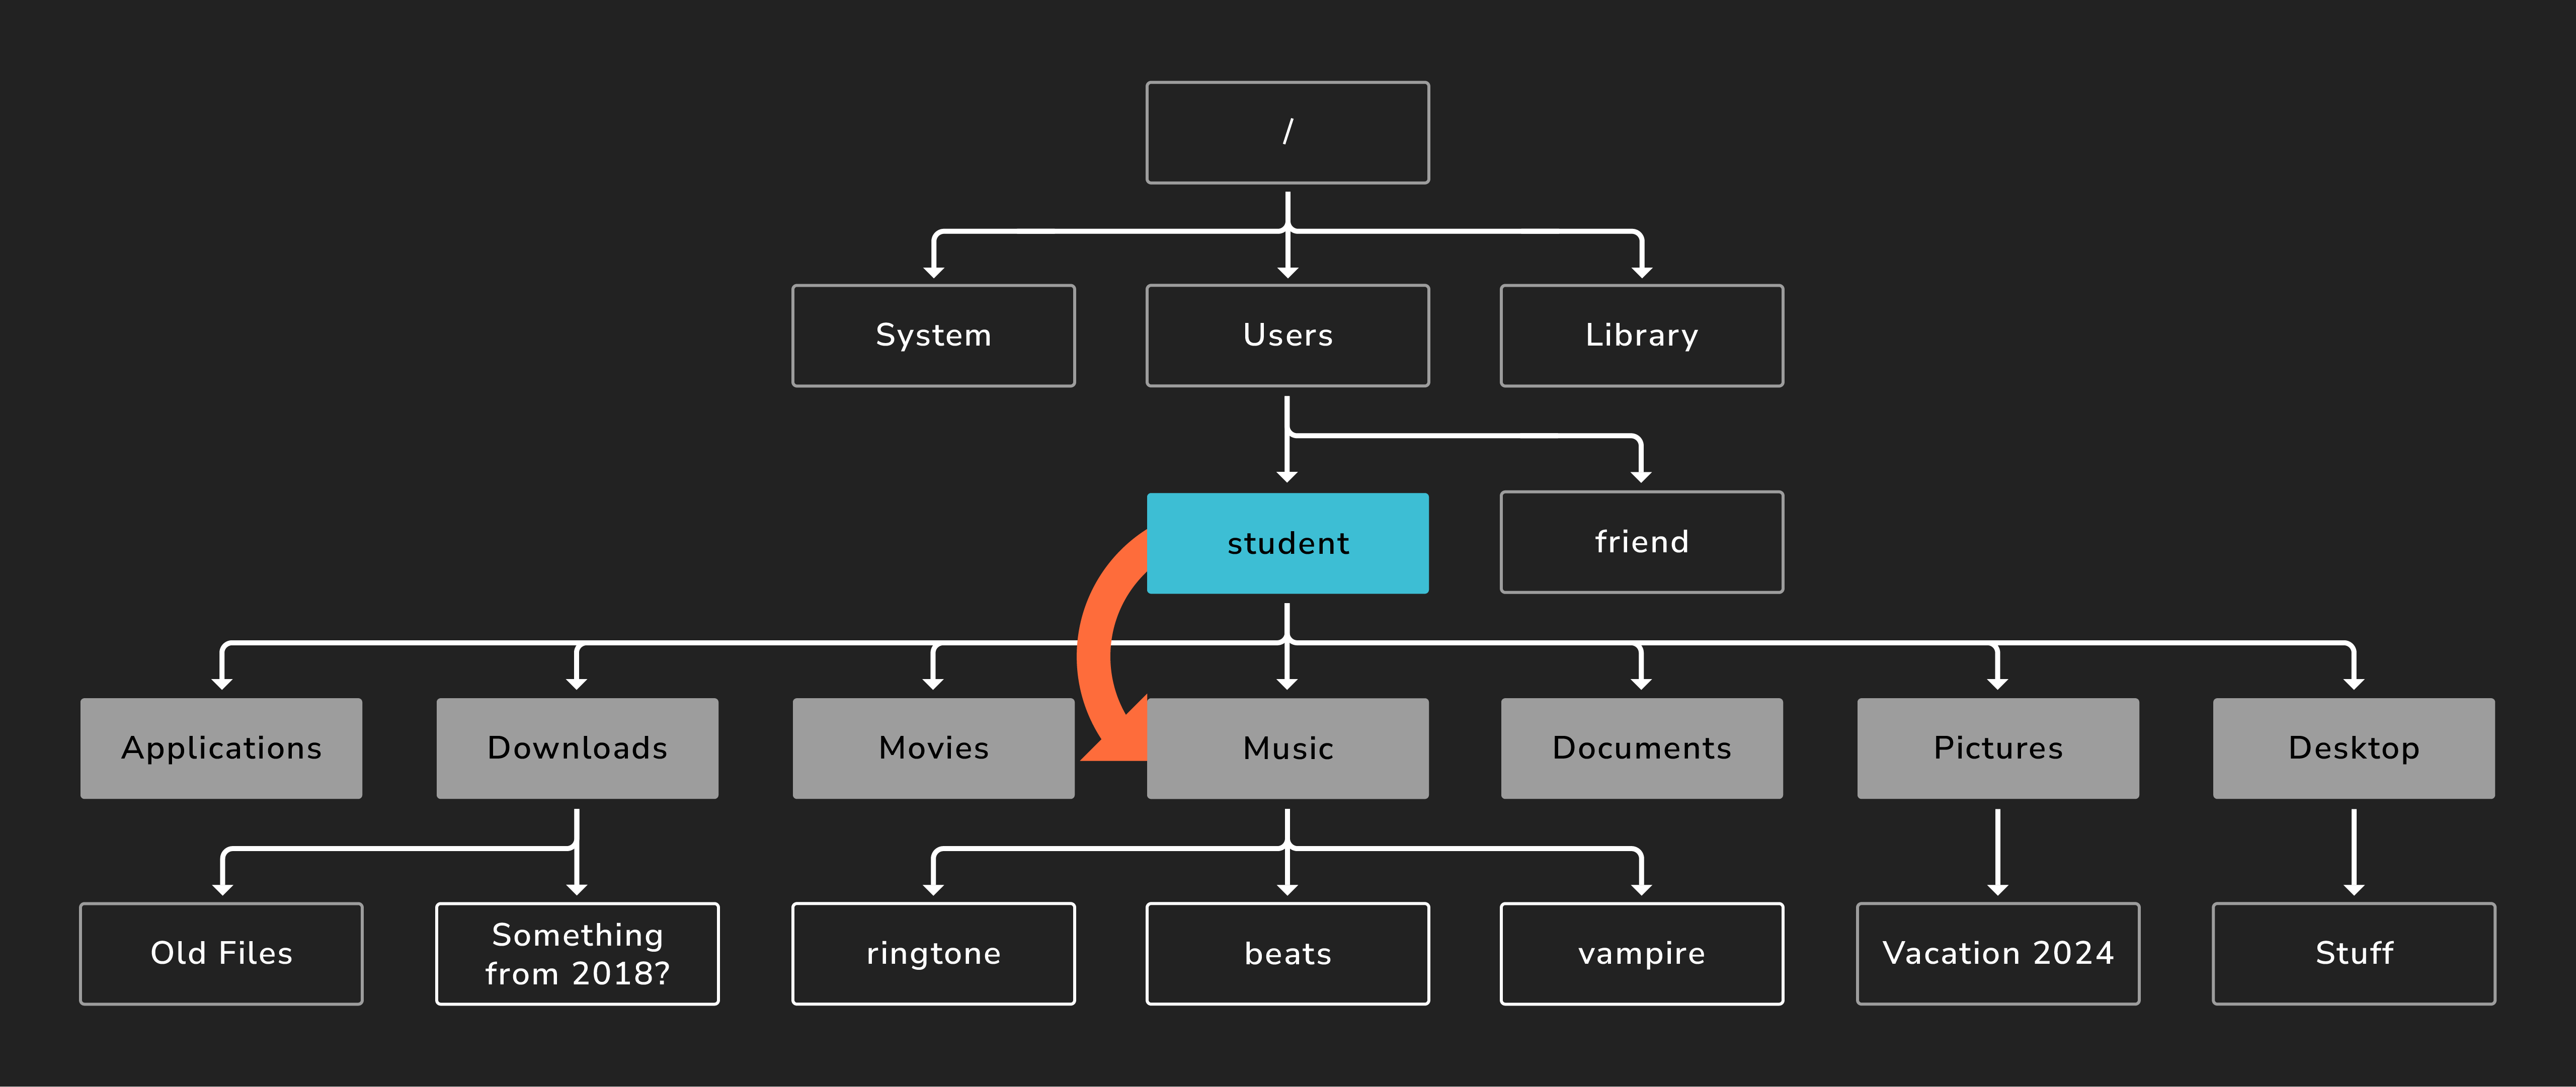 /
System
Users
Library
student
friend
Applications
Downloads
Movies
Music
Documents
Pictures
Desktop
Old Files
Something
from 2018?
ringtone
beats
vampire
Vacation 2024
Stuff